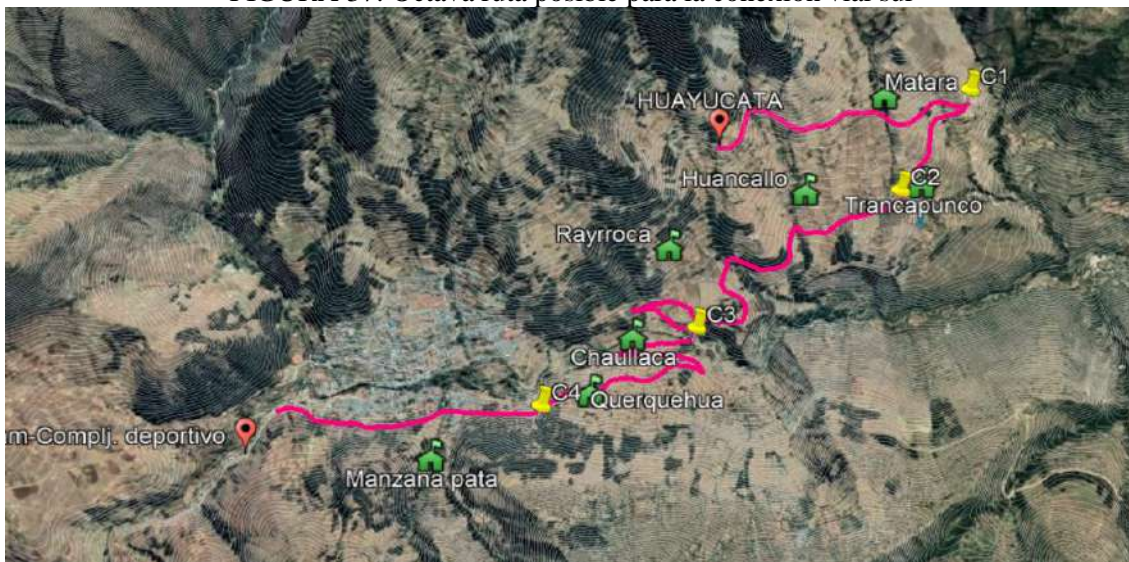 Matara
C1
HUAYUCATA
Huancallo
C2
Trancapunco
Rayrroca
C3
Chaullaca
C4
Querquehua
m-Complj. deportivo
Manzana pata